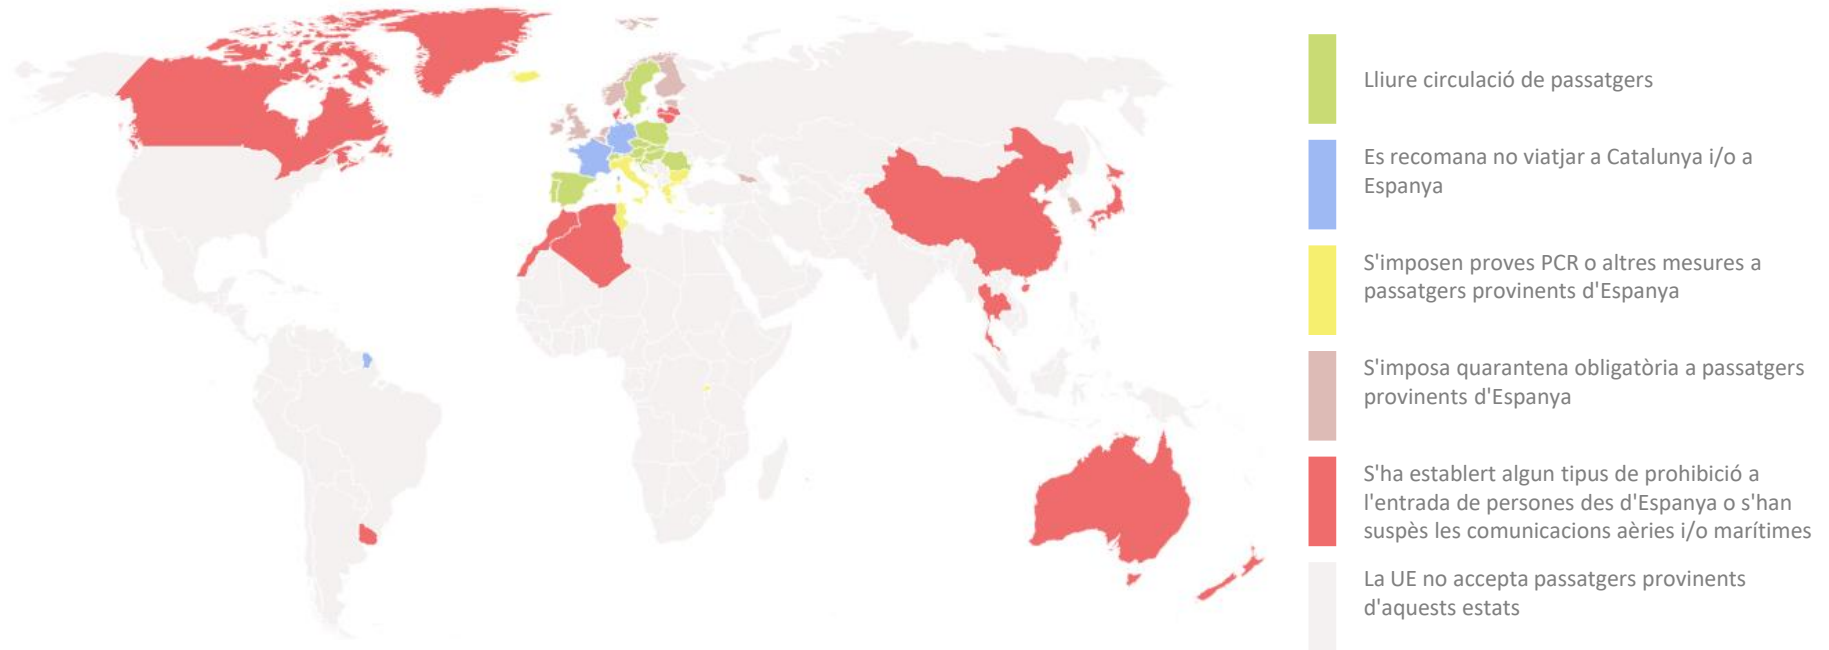 Lliure circulació de passatgers
Es recomana no viatjar a Catalunya i/o a
Espanya
S'imposen proves PCR o altres mesures a
passatgers provinents d'Espanya
S'imposa quarantena obligatòria a passatgers
provinents d'Espanya
S'ha establert algun tipus de prohibició a
l'entrada de persones des d'Espanya o s'han
suspès les comunicacions aèries i/o marítimes
La UE no accepta passatgers provinents
d'aquests estats